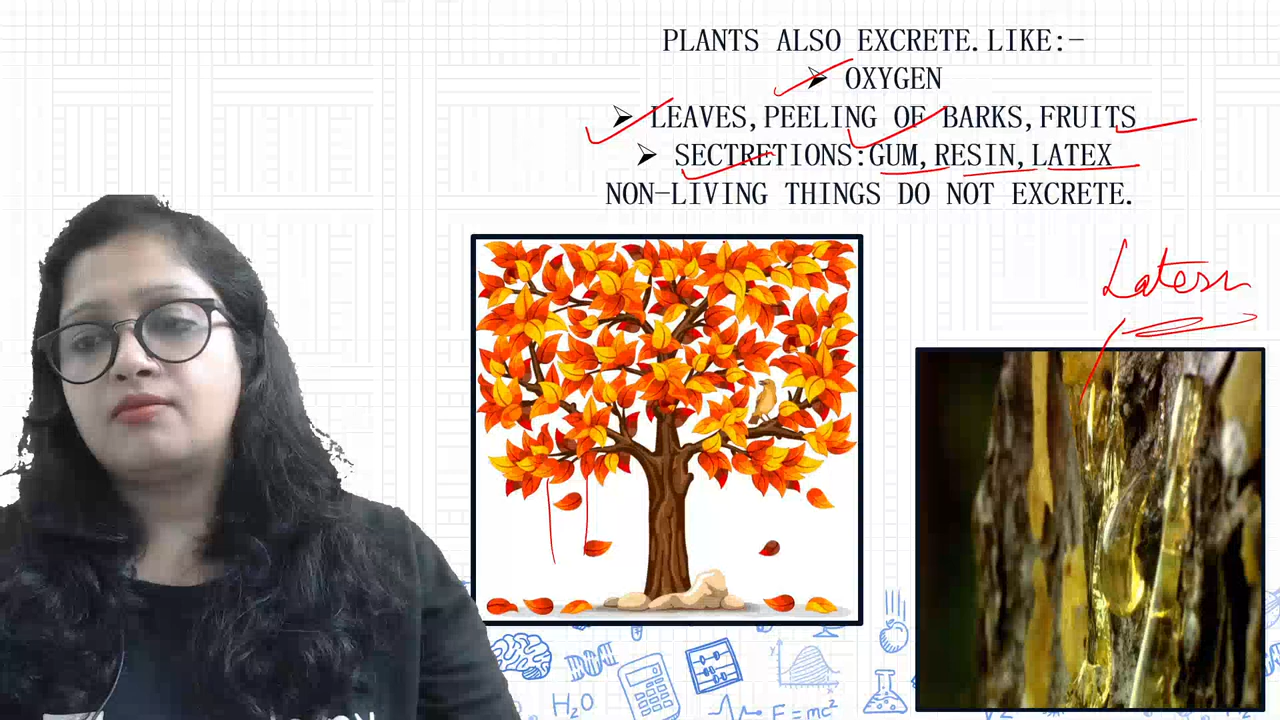 PLANTS ALSO EXCRETE.LIKE:-
➢ OXYGEN
➢ LEAVES,PEELING OF BARKS,FRUITS
➢ SECTRETIONS:GUM,RESIN,LATEX
NON-LIVING THINGS DO NOT EXCRETE.
Latex
H₂O
E=mc²
y
x